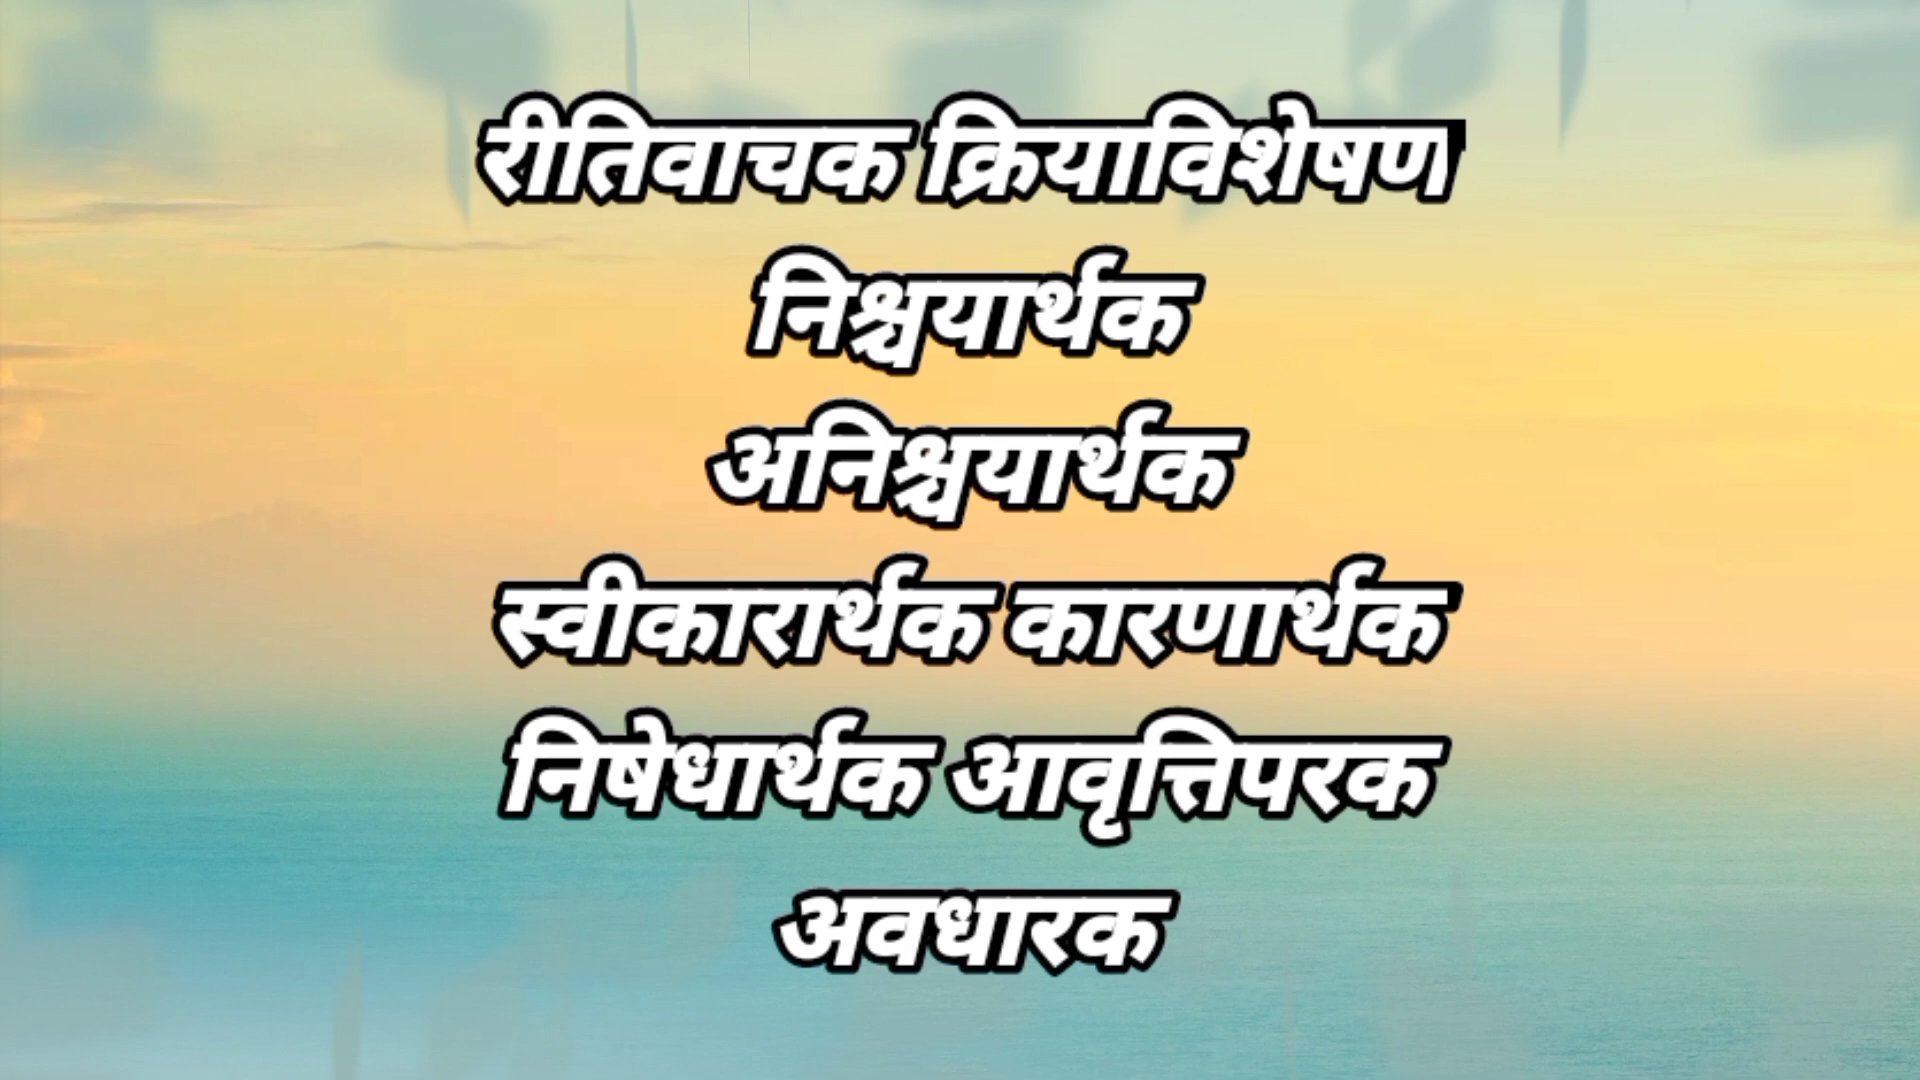 रीतिवाचक क्रियाविशेषण
निश्चयार्थक
अनिश्चयार्थक
स्वीकारार्थक कारणार्थक
निषेधार्थक आवृत्तिपरक
अवधारक